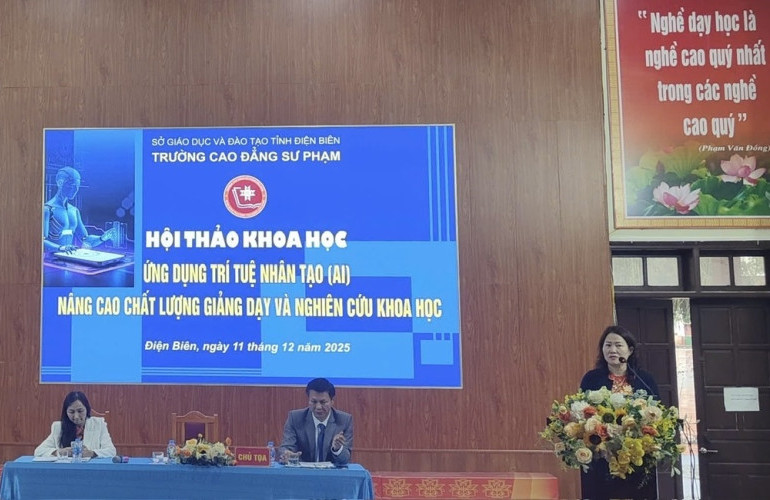 SỞ GIÁO DỤC VÀ ĐÀO TẠO TỈNH ĐIỆN BIÊN
TRƯỜNG CAO ĐẲNG SƯ PHẠM
HỘI THẢO KHOA HỌC
ỨNG DỤNG TRÍ TUỆ NHÂN TẠO (AI)
NÂNG CAO CHẤT LƯỢNG GIẢNG DẠY VÀ NGHIÊN CỨU KHOA HỌC
Điện Biên, ngày 11 tháng 12 năm 2025
"Nghề dạy học là
nghề cao quý nhất
trong các nghề
cao quý"
(Phạm Văn Đồng)
CHỦ TỌA